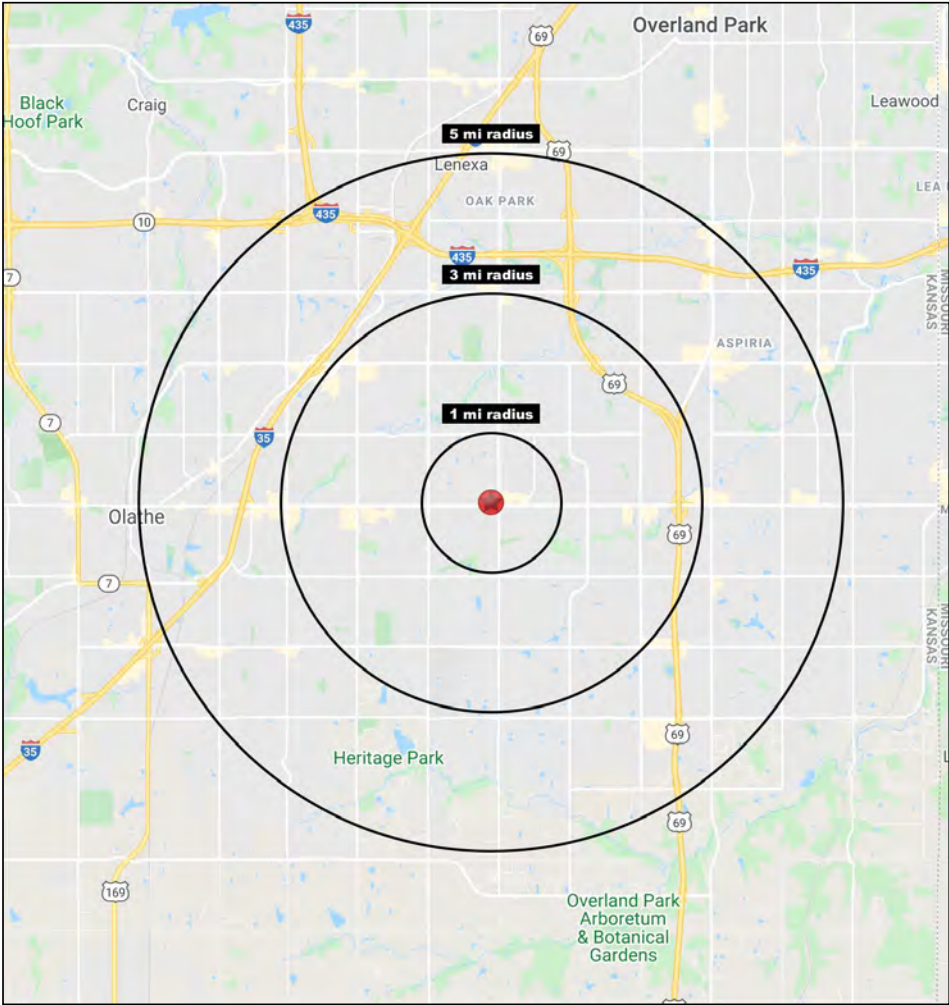 435
69
Overland Park
Black
Hoof Park
Craig
Leawood
5 mi radius
69
Lenexa
OAK PARK
LEA
10
435
435
435
7
3 mi radius
MISSOURI
KANSAS
ASPIRIA
69
7
1 mi radius
35
Olathe
M
69
7
MISSOURI
KANSAS
35
69
Heritage Park
L
69
169
Overland Park
Arboretum
& Botanical
Gardens